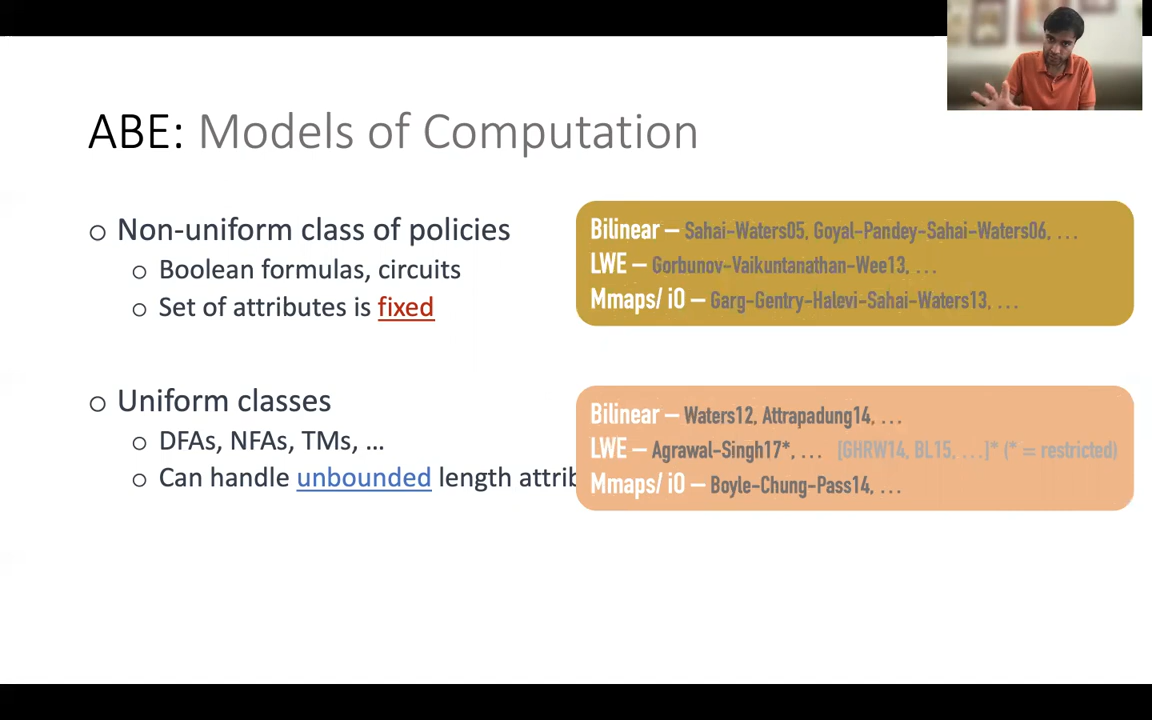 ABE: Models of Computation
o Non-uniform class of policies
o Boolean formulas, circuits
o Set of attributes is fixed
Bilinear – Sahai-Waters05, Goyal-Pandey-Sahai-Waters06, ...
LWE – Gorbunov-Vaikuntanathan-Wee13, ...
Mmaps/ iO – Garg-Gentry-Halevi-Sahai-Waters13, ...
o Uniform classes
o DFAs, NFAs, TMs, ...
o Can handle unbounded length attrib
Bilinear – Waters12, Attrapadung14, ...
LWE – Agrawal-Singh17*, ... [GHRW14, BL15, ...]* (* = restricted)
Mmaps/ iO – Boyle-Chung-Pass14, ...